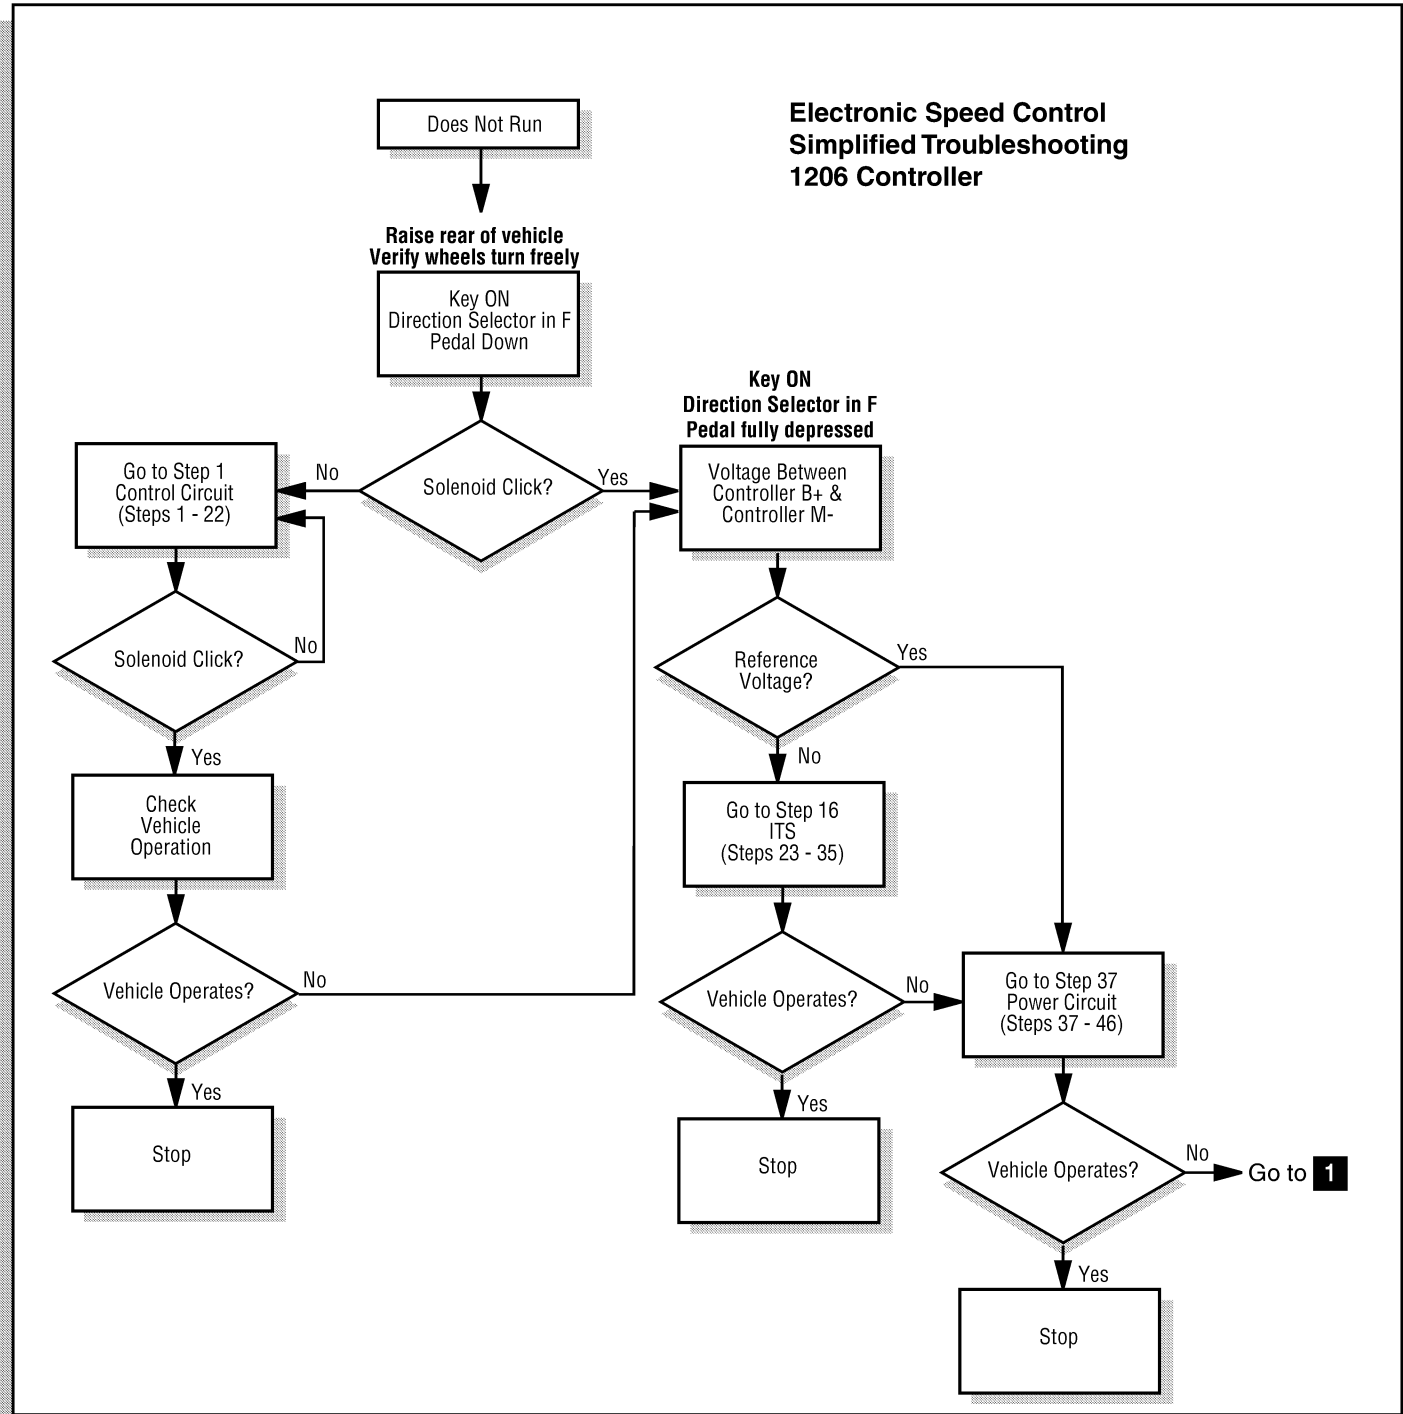 Electronic Speed Control
Simplified Troubleshooting
1206 Controller
Does Not Run
Raise rear of vehicle
Verify wheels turn freely
Key ON
Direction Selector in F
Pedal Down
Solenoid Click?
No
Yes
Go to Step 1
Control Circuit
(Steps 1 - 22)
Solenoid Click?
No
Yes
Check
Vehicle
Operation
Vehicle Operates?
No
Yes
Stop
Key ON
Direction Selector in F
Pedal fully depressed
Voltage Between
Controller B+ &
Controller M-
Reference
Voltage?
Yes
No
Go to Step 16
ITS
(Steps 23 - 35)
Vehicle Operates?
No
Yes
Stop
Go to Step 37
Power Circuit
(Steps 37 - 46)
Vehicle Operates?
No
Go to 1
Yes
Stop